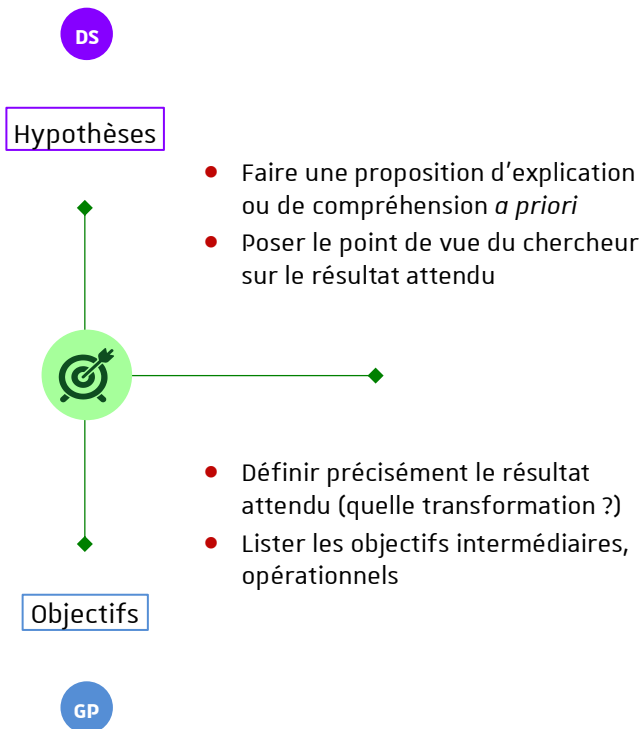 DS
Hypothèses
• Faire une proposition d’explication
ou de compréhension a priori
• Poser le point de vue du chercheur
sur le résultat attendu
• Définir précisément le résultat
attendu (quelle transformation ?)
• Lister les objectifs intermédiaires,
opérationnels
Objectifs
GP